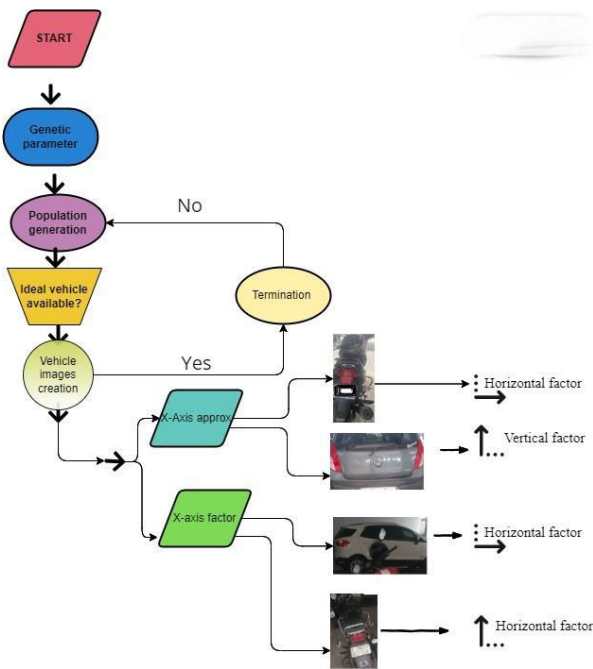 START
Genetic
parameter
Population
generation
No
Ideal vehicle
available?
Termination
Vehicle
images
creation
Yes
X-Axis approx
Horizontal factor
Vertical factor
X-axis factor
Horizontal factor
Horizontal factor